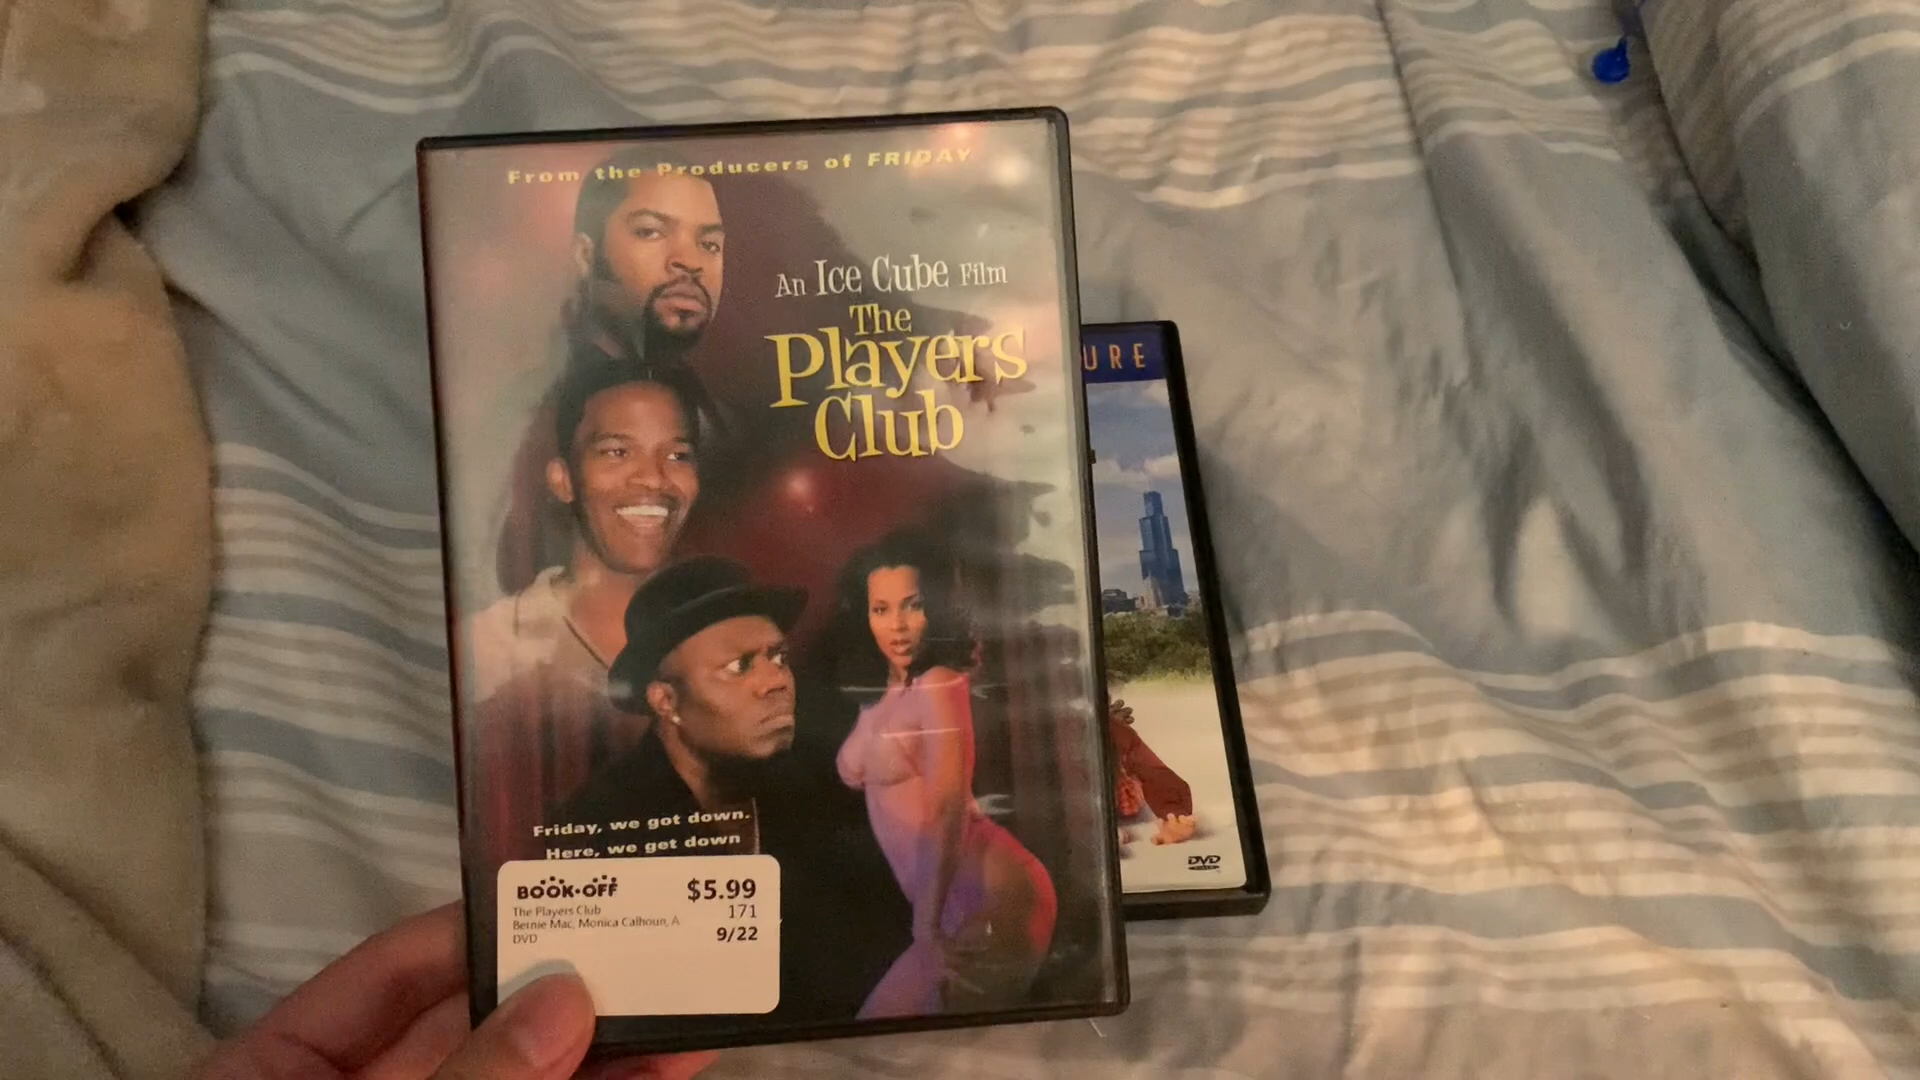 From the Producers of FRIDAY
An Ice Cube Film
The
Players
Club
Friday, we got down.
Here, we get down
BOOK·OFF $5.99
The Players Club 171
Bernie Mac, Monica Calhoun, A
DVD 9/22
URE
DVD